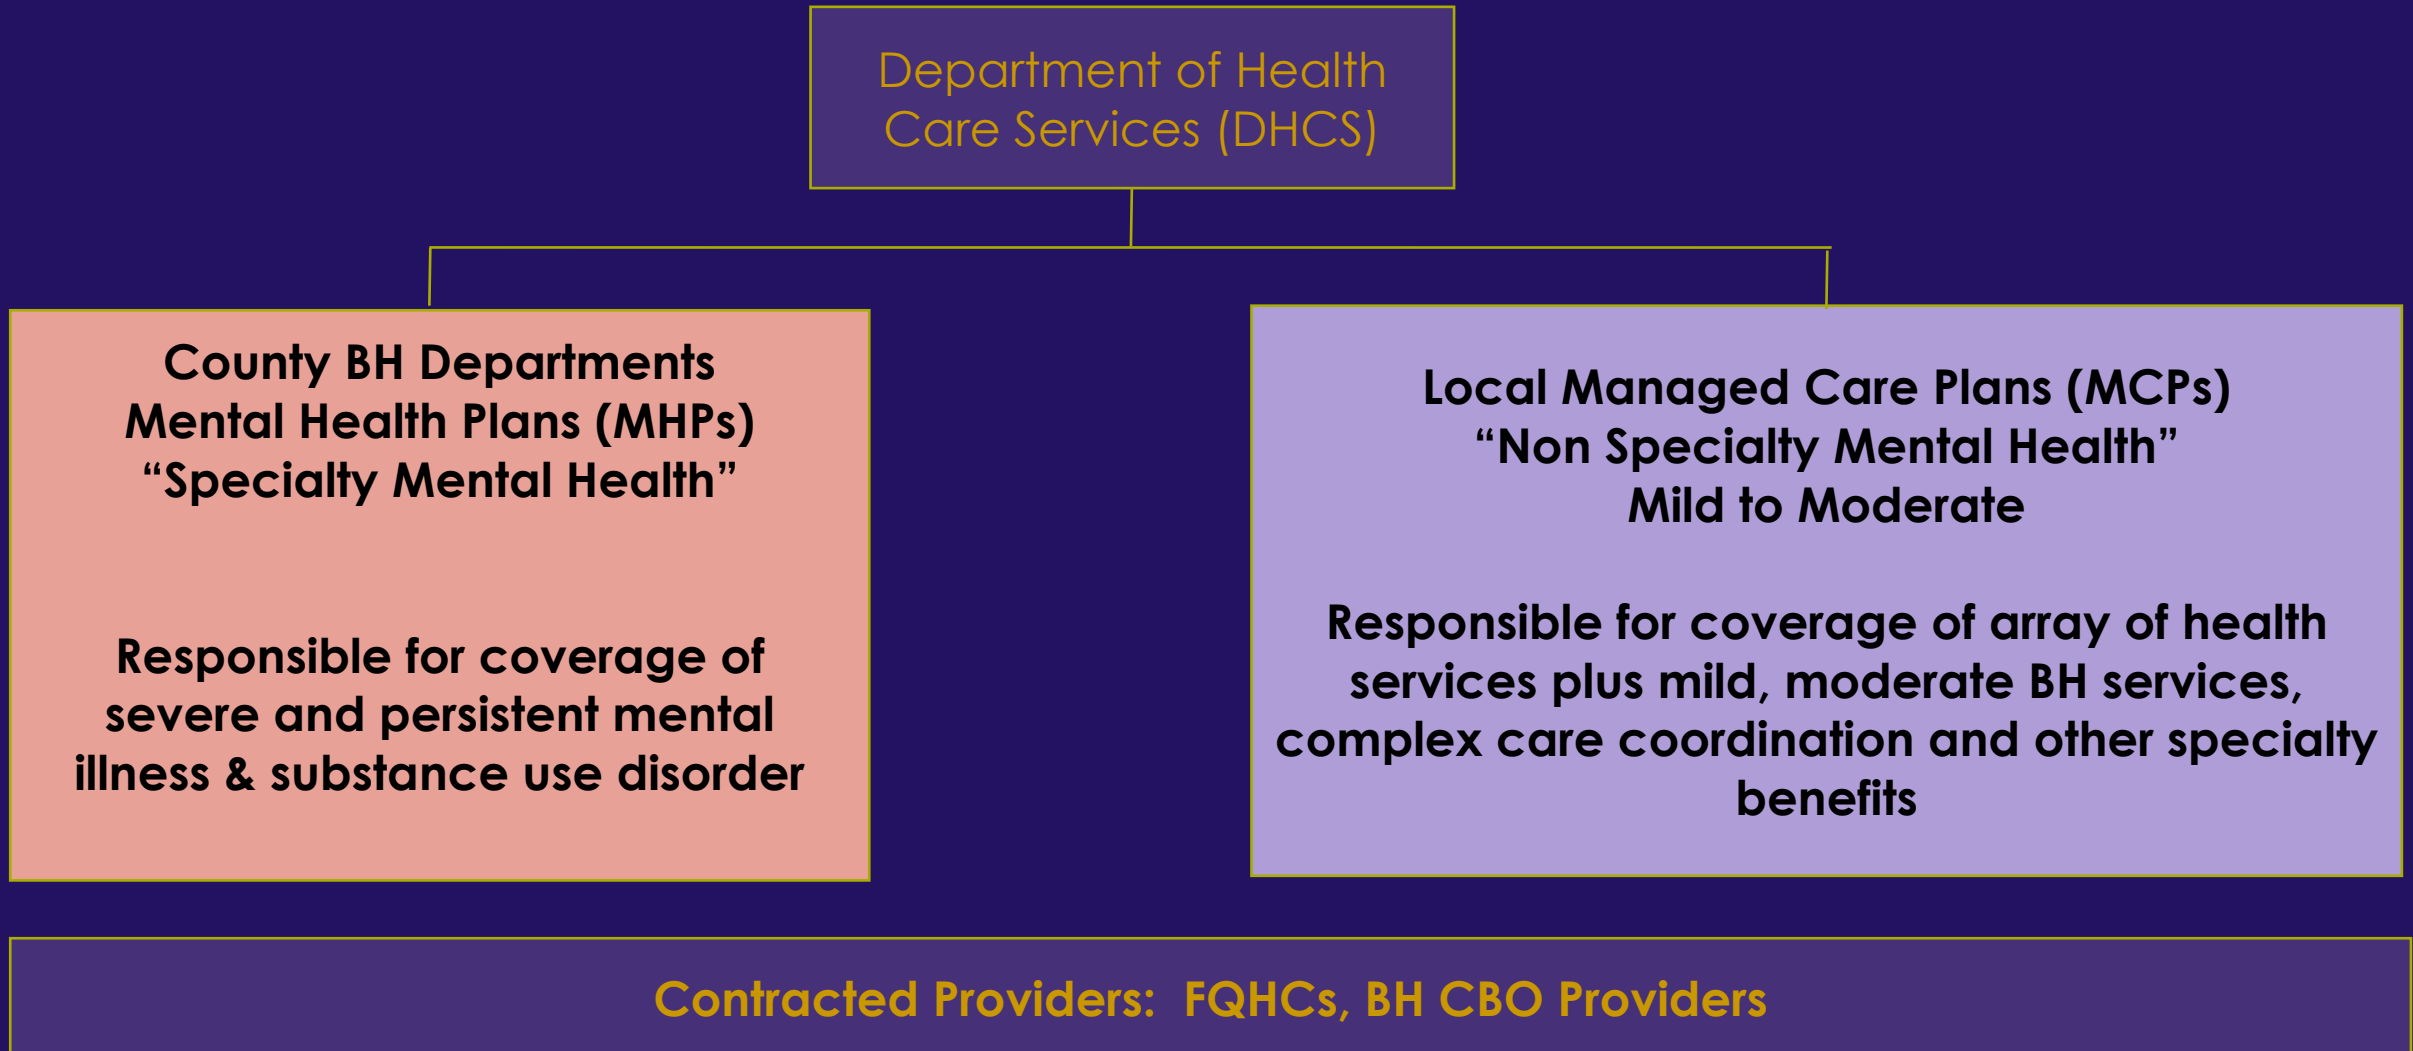 Department of Health
Care Services (DHCS)
County BH Departments
Mental Health Plans (MHPs)
“Specialty Mental Health”
Responsible for coverage of
severe and persistent mental
illness & substance use disorder
Local Managed Care Plans (MCPs)
“Non Specialty Mental Health”
Mild to Moderate
Responsible for coverage of array of health
services plus mild, moderate BH services,
complex care coordination and other specialty
benefits
Contracted Providers:  FQHCs, BH CBO Providers